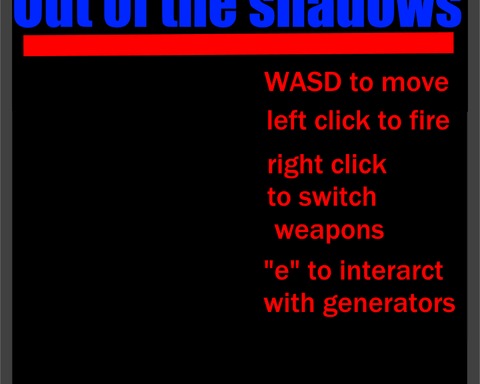 out of the shadows
WASD to move
left click to fire
right click
to switch
weapons
"e" to interarct
with generators